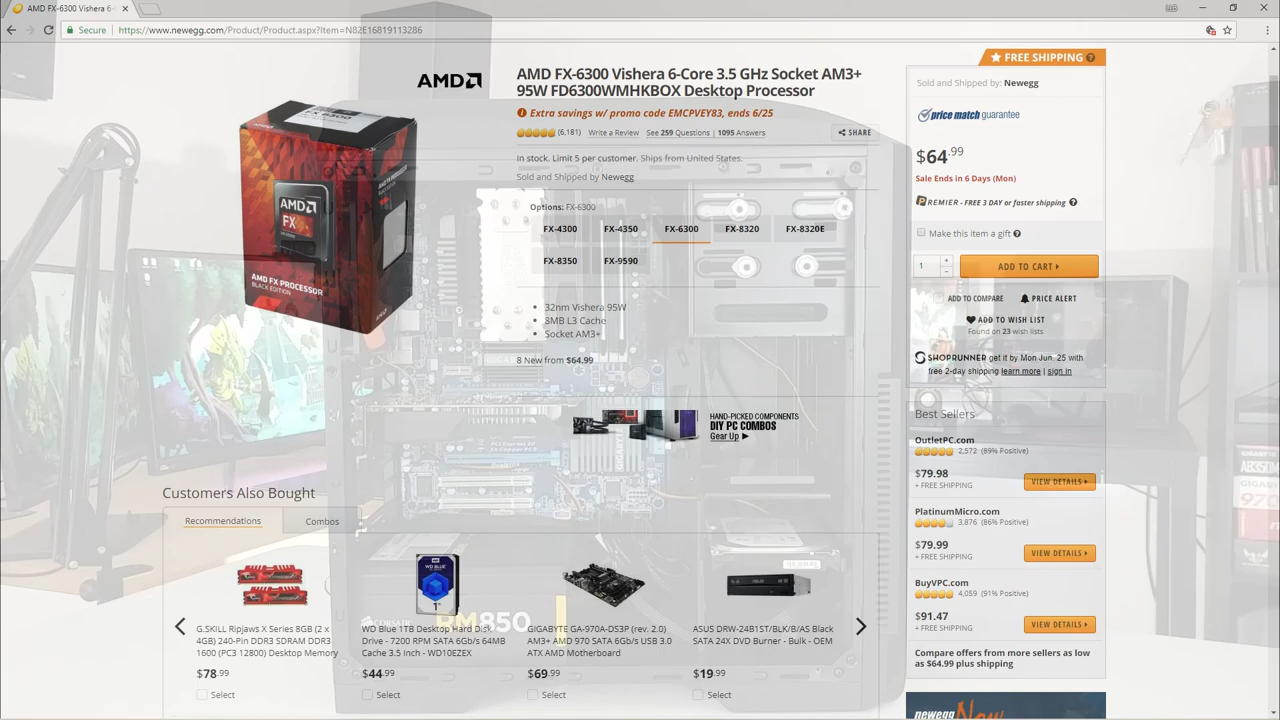 AMD FX-6300 Vishera 6-
Secure
https://www.newegg.com/Product/Product.aspx?Item=N82E16819113286
AMD
AMD FX-6300 Vishera 6-Core 3.5 GHz Socket AM3+
95W FD6300WMHKBOX Desktop Processor
Extra savings w/ promo code EMCPVEY83, ends 6/25
(6,181) Write a Review See 259 Questions | 1095 Answers
SHARE
In stock. Limit 5 per customer. Ships from United States.
Sold and Shipped by Newegg
Options: FX-6300
FX-4300 FX-4350 FX-6300 FX-8320 FX-8320E
FX-8350 FX-9590
32nm Vishera 95W
8MB L3 Cache
Socket AM3+
8 New from $64.99
AMD
FX
AMD FX PROCESSOR
BLACK EDITION
AMD
HAND-PICKED COMPONENTS
DIY PC COMBOS
Gear Up
FREE SHIPPING
Sold and Shipped by: Newegg
price match guarantee
$64.99
Sale Ends in 6 Days (Mon)
PREMIER - FREE 3 DAY or faster shipping
Make this item a gift
1
ADD TO CART
ADD TO COMPARE
PRICE ALERT
ADD TO WISH LIST
Found on 23 wish lists
SHOPRUNNER get it by Mon Jun. 25 with
free 2-day shipping learn more | sign in
Best Sellers
OutletPC.com
2,572 (89% Positive)
$79.98
+ FREE SHIPPING
VIEW DETAILS
PlatinumMicro.com
3,876 (86% Positive)
$79.99
+ FREE SHIPPING
VIEW DETAILS
BuyVPC.com
4,059 (91% Positive)
$91.47
+ FREE SHIPPING
VIEW DETAILS
Compare offers from more sellers as low
as $64.99 plus shipping
newegg Now
Customers Also Bought
Recommendations
Combos
G.SKILL Ripjaws X Series 8GB (2 x
4GB) 240-Pin DDR3 SDRAM DDR3
1600 (PC3 12800) Desktop Memory
$78.99
Select
WD Blue 1TB Desktop Hard Disk
Drive - 7200 RPM SATA 6Gb/s 64MB
Cache 3.5 Inch - WD10EZEX
$44.99
Select
GIGABYTE GA-970A-DS3P (rev. 2.0)
AM3+ AMD 970 SATA 6Gb/s USB 3.0
ATX AMD Motherboard
$69.99
Select
ASUS DRW-24B1ST/BLK/B/AS Black
SATA 24X DVD Burner - Bulk - OEM
$19.99
Select
RM850
GIGABYTE